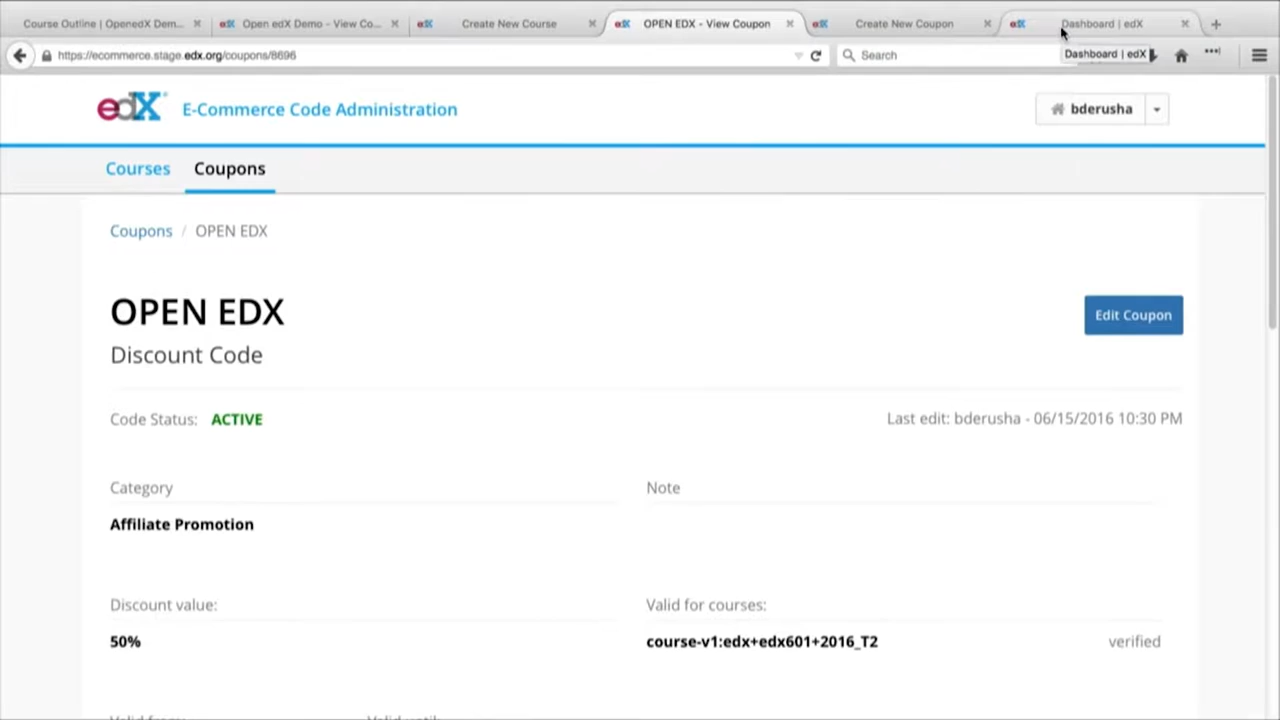 Course Outline | OpenedX Dem...
Open edX Demo - View Co...
Create New Course
OPEN EDX - View Coupon
Create New Coupon
Dashboard | edX
https://ecommerce.stage.edx.org/coupons/8696
Search
Dashboard | edX
edX E-Commerce Code Administration
bderusha
Courses Coupons
Coupons / OPEN EDX
OPEN EDX
Edit Coupon
Discount Code
Code Status: ACTIVE
Last edit: bderusha - 06/15/2016 10:30 PM
Category
Note
Affiliate Promotion
Discount value:
Valid for courses:
50%
course-v1:edx+edx601+2016_T2
verified